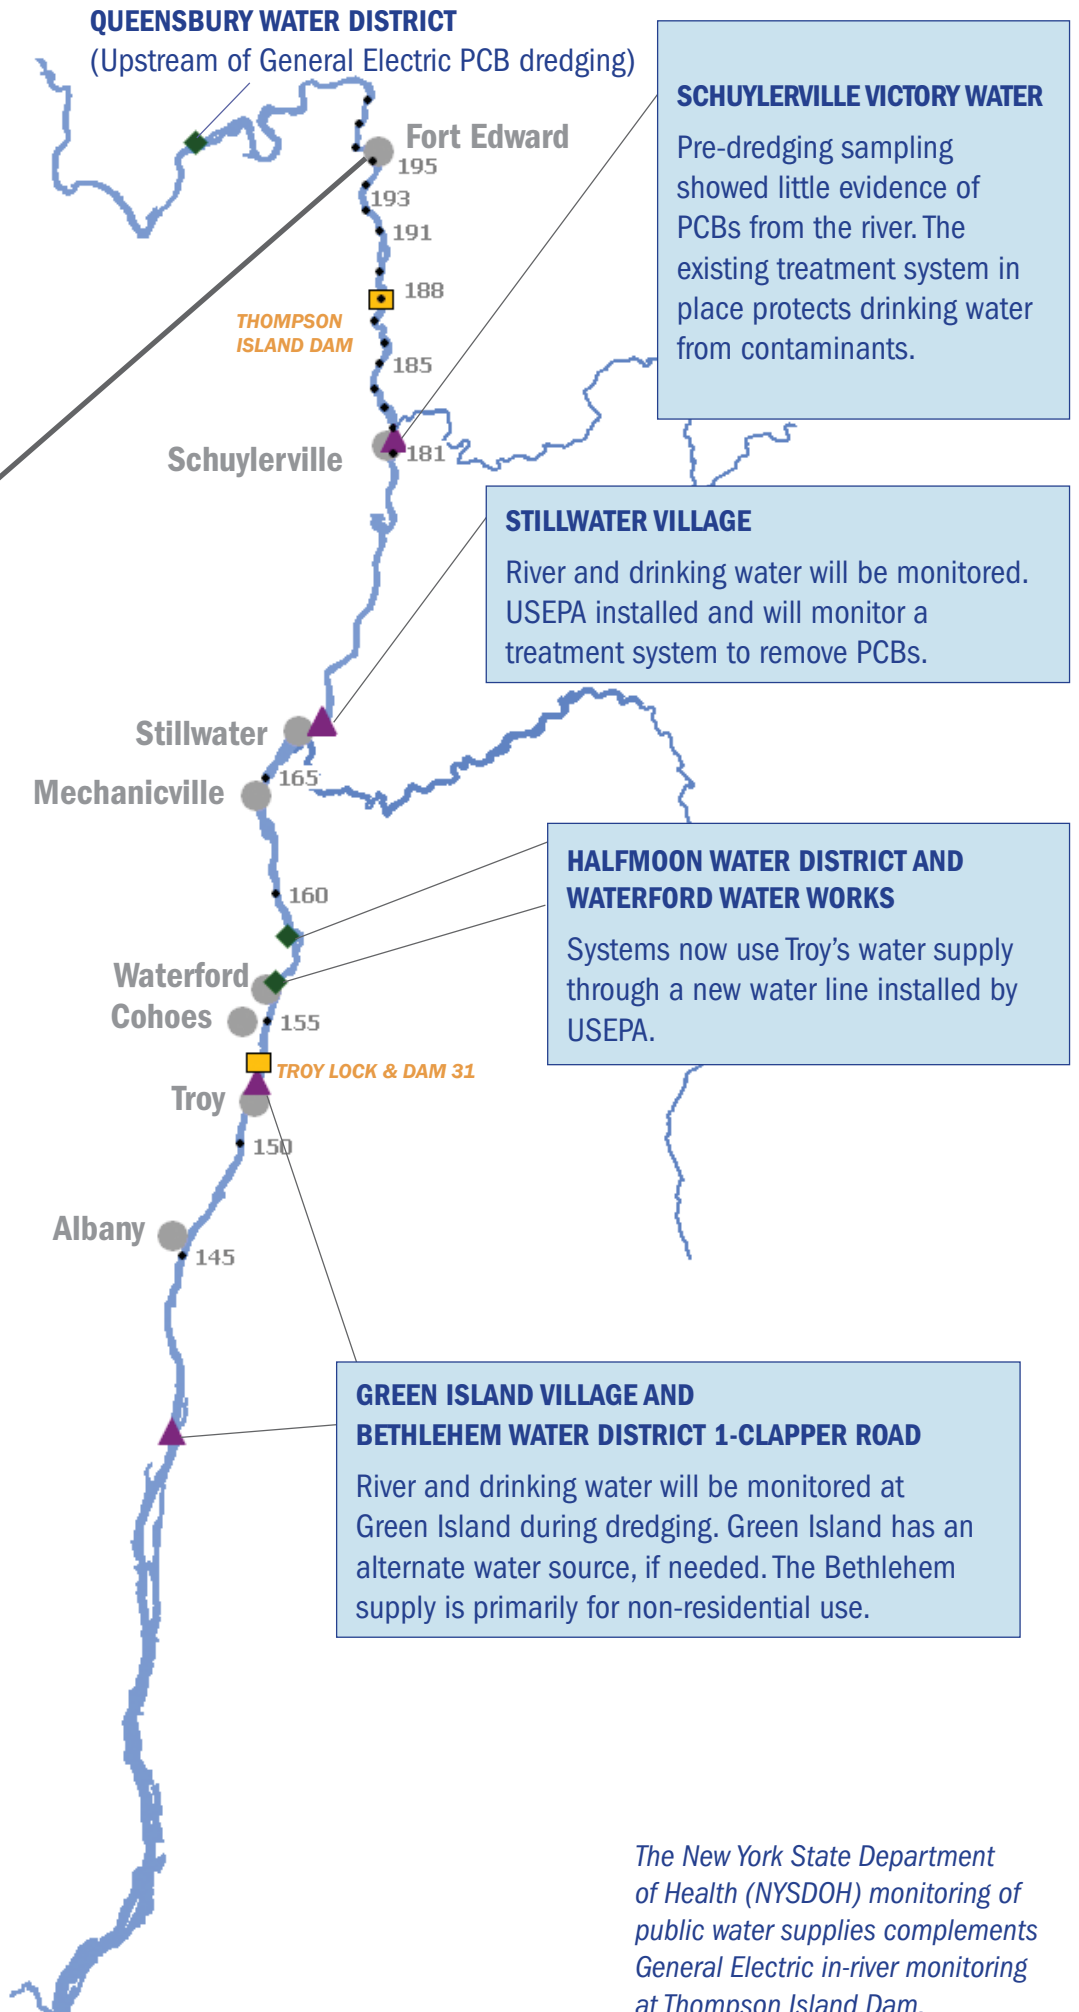 QUEENSBURY WATER DISTRICT
(Upstream of General Electric PCB dredging)
SCHUYLERVILLE VICTORY WATER
Pre-dredging sampling
showed little evidence of
PCBs from the river. The
existing treatment system in
place protects drinking water
from contaminants.
Fort Edward
195
193
191
188
THOMPSON
ISLAND DAM
185
Schuylerville
181
STILLWATER VILLAGE
River and drinking water will be monitored.
USEPA installed and will monitor a
treatment system to remove PCBs.
Stillwater
165
Mechanicville
HALFMOON WATER DISTRICT AND
WATERFORD WATER WORKS
Systems now use Troy's water supply
through a new water line installed by
USEPA.
160
Waterford
Cohoes
155
TROY LOCK & DAM 31
Troy
150
Albany
145
GREEN ISLAND VILLAGE AND
BETHLEHEM WATER DISTRICT 1-CLAPPER ROAD
River and drinking water will be monitored at
Green Island during dredging. Green Island has an
alternate water source, if needed. The Bethlehem
supply is primarily for non-residential use.
The New York State Department
of Health (NYSDOH) monitoring of
public water supplies complements
General Electric in-river monitoring
at Thompson Island Dam.